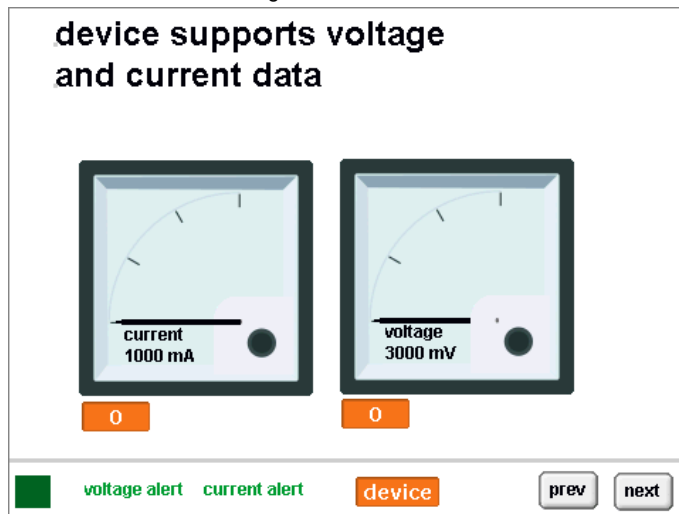 device supports voltage
and current data
current
1000 mA
voltage
3000 mV
0
0
voltage alert current alert device prev next